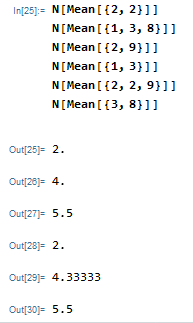 In[25]:= N[Mean[{2, 2}]]
N[Mean[{1, 3, 8}]]
N[Mean[{2, 9}]]
N[Mean[{1, 3}]]
N[Mean[{2, 2, 9}]]
N[Mean[{3, 8}]]
Out[25]= 2.
Out[26]= 4.
Out[27]= 5.5
Out[28]= 2.
Out[29]= 4.33333
Out[30]= 5.5